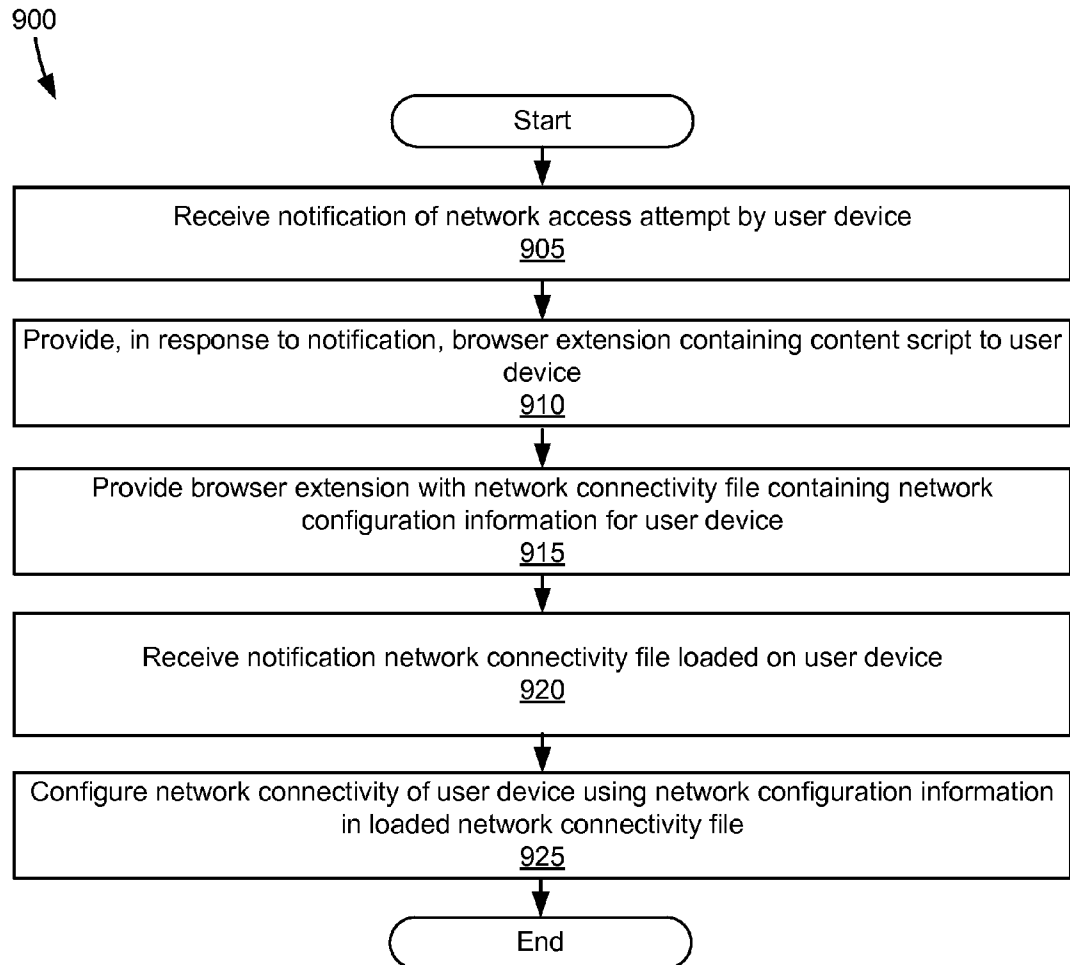 900
Start
Receive notification of network access attempt by user device
905
Provide, in response to notification, browser extension containing content script to user
device
910
Provide browser extension with network connectivity file containing network
configuration information for user device
915
Receive notification network connectivity file loaded on user device
920
Configure network connectivity of user device using network configuration information
in loaded network connectivity file
925
End